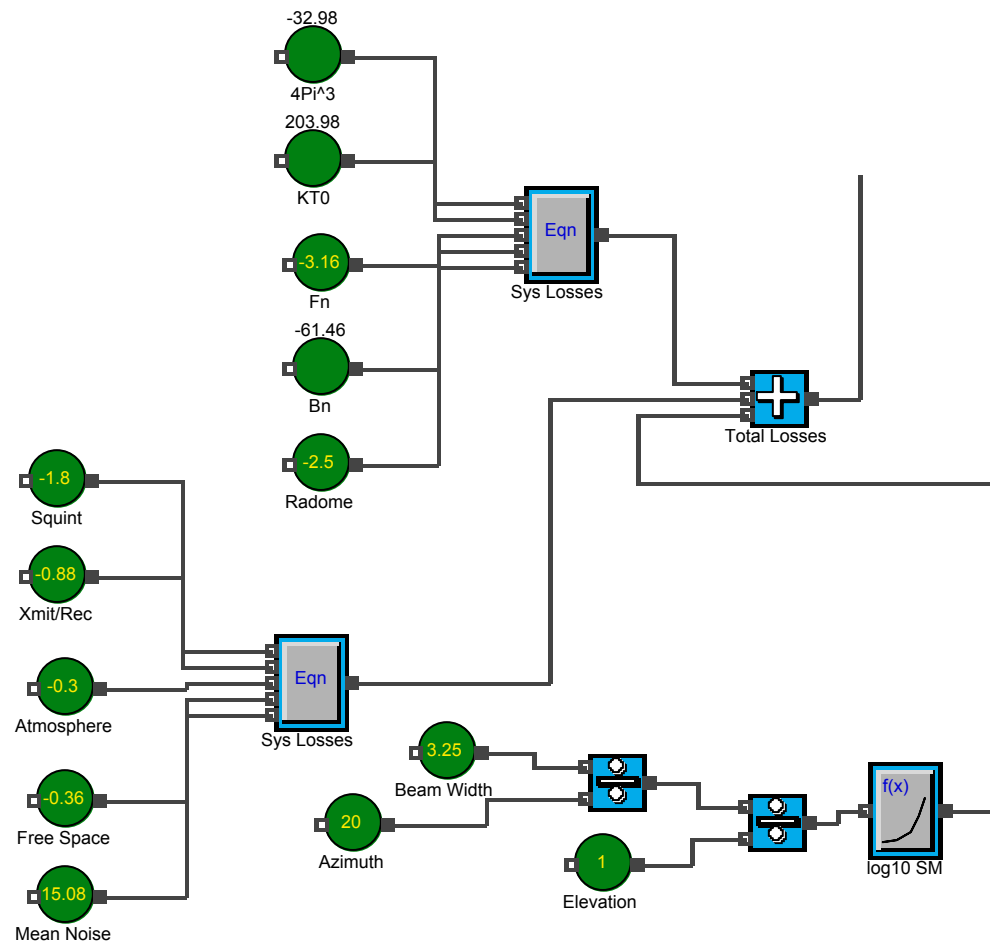 -32.98
4Pi^3
203.98
KT0
-3.16
Fn
-61.46
Bn
-2.5
Radome
Eqn
Sys Losses
Total Losses
-1.8
Squint
-0.88
Xmit/Rec
-0.3
Atmosphere
-0.36
Free Space
15.08
Mean Noise
Eqn
Sys Losses
3.25
Beam Width
20
Azimuth
1
Elevation
f(x)
log10 SM